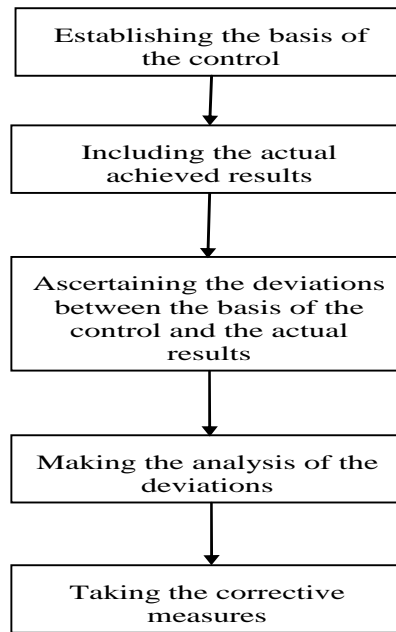 Establishing the basis of
the control
Including the actual
achieved results
Ascertaining the deviations
between the basis of the
control and the actual
results
Making the analysis of the
deviations
Taking the corrective
measures